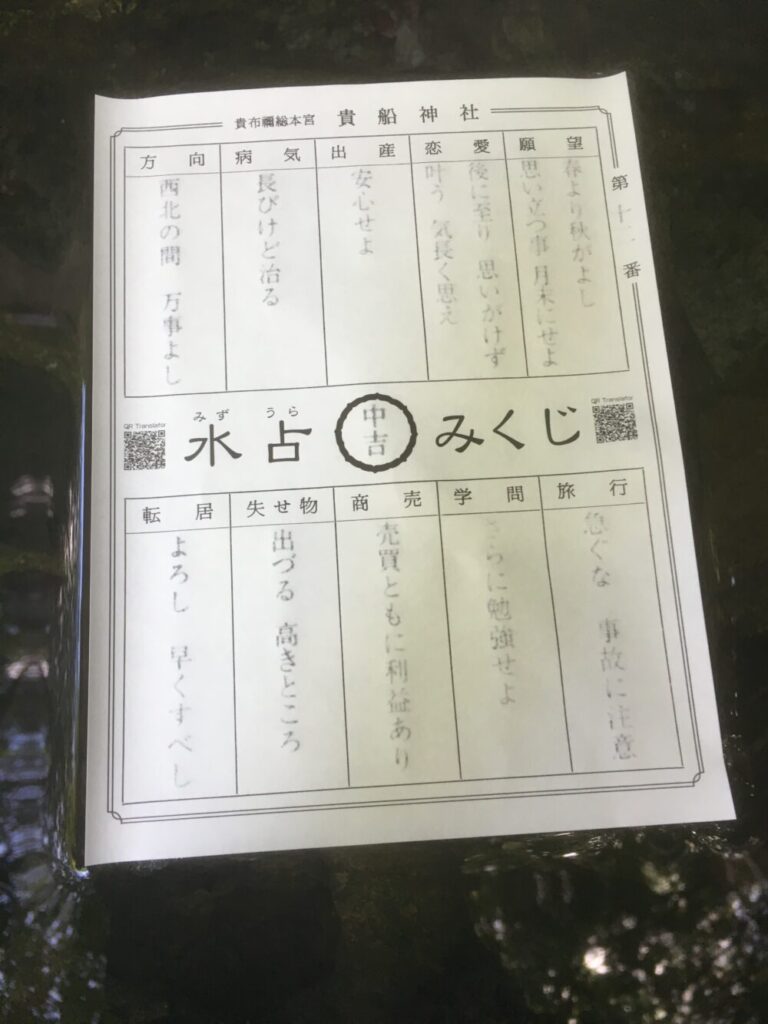 貴布禰総本宮 貴船神社
第十二番
願望
春より秋がよし
思い立つ事 月末にせよ
恋愛
後に至り 思いがけず
叶う 気長く思え
出産
安心せよ
病気
長びけど治る
方向
西北の間 万事よし
QR Translator
みず うら
水占
中吉
みくじ
QR Translator
旅行
急ぐな 事故に注意
学問
さらに勉強せよ
商売
売買ともに利益あり
失せ物
出づる 高きところ
転居
よろし 早くすべし